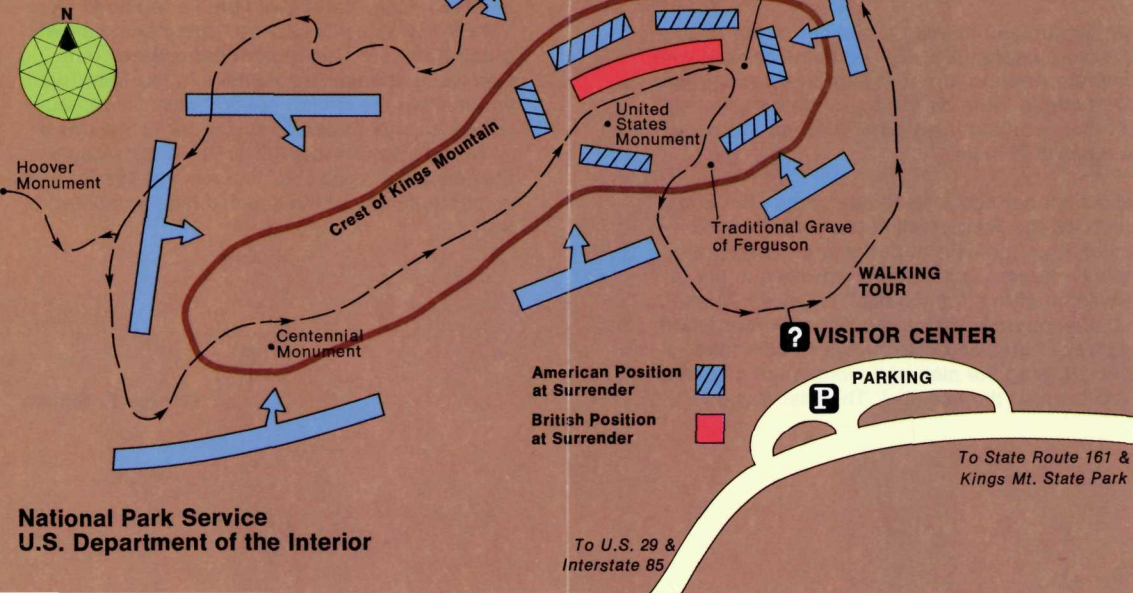 N
United
States
Monument
Hoover
Monument
Crest of Kings Mountain
Traditional Grave
of Ferguson
WALKING
TOUR
? VISITOR CENTER
Centennial
Monument
American Position
at Surrender
British Position
at Surrender
PARKING
P
To State Route 161 &
Kings Mt. State Park
National Park Service
U.S. Department of the Interior
To U.S. 29 &
Interstate 85